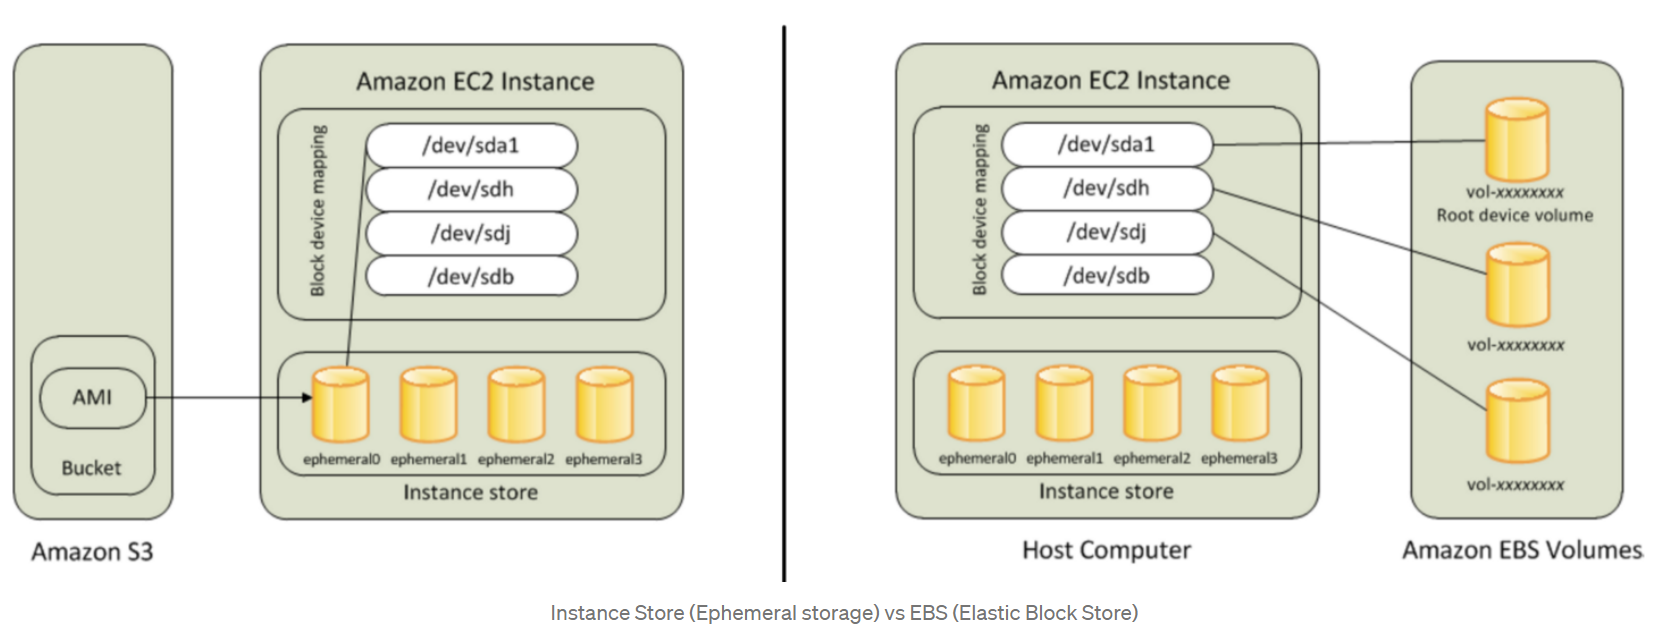 Amazon EC2 Instance
Block device mapping
/dev/sda1
/dev/sdh
/dev/sdj
/dev/sdb
AMI
Bucket
ephemeral0
ephemeral1
ephemeral2
ephemeral3
Instance store
Amazon S3
Amazon EC2 Instance
Block device mapping
/dev/sda1
/dev/sdh
/dev/sdj
/dev/sdb
ephemeral0
ephemeral1
ephemeral2
ephemeral3
Instance store
Host Computer
vol-xxxxxxxx
Root device volume
vol-xxxxxxxx
vol-xxxxxxxx
Amazon EBS Volumes
Instance Store (Ephemeral storage) vs EBS (Elastic Block Store)